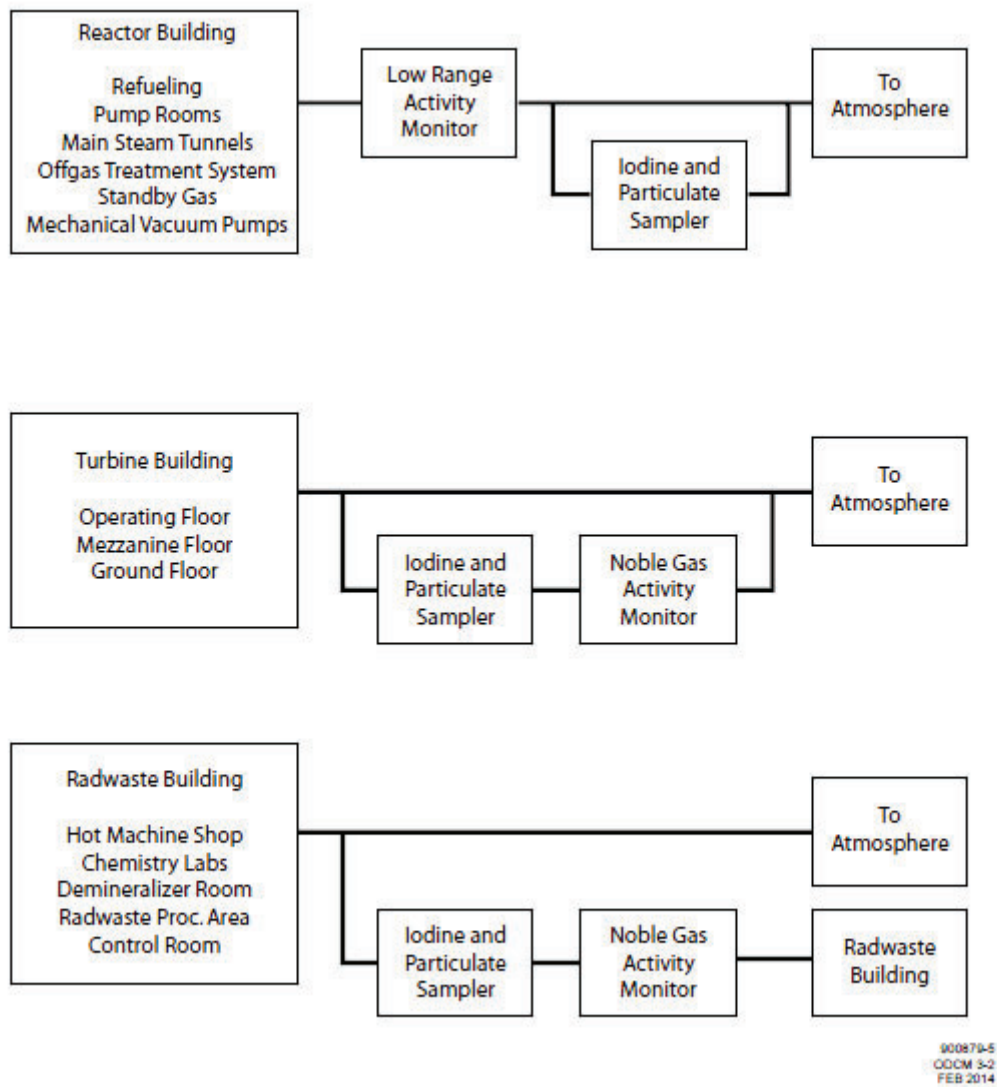 Reactor Building
Refueling
Pump Rooms
Main Steam Tunnels
Offgas Treatment System
Standby Gas
Mechanical Vacuum Pumps
Low Range
Activity
Monitor
Iodine and
Particulate
Sampler
To
Atmosphere
Turbine Building
Operating Floor
Mezzanine Floor
Ground Floor
Iodine and
Particulate
Sampler
Noble Gas
Activity
Monitor
To
Atmosphere
Radwaste Building
Hot Machine Shop
Chemistry Labs
Demineralizer Room
Radwaste Proc. Area
Control Room
To
Atmosphere
Iodine and
Particulate
Sampler
Noble Gas
Activity
Monitor
Radwaste
Building
900879-5
ODCM 3-2
FEB 2014